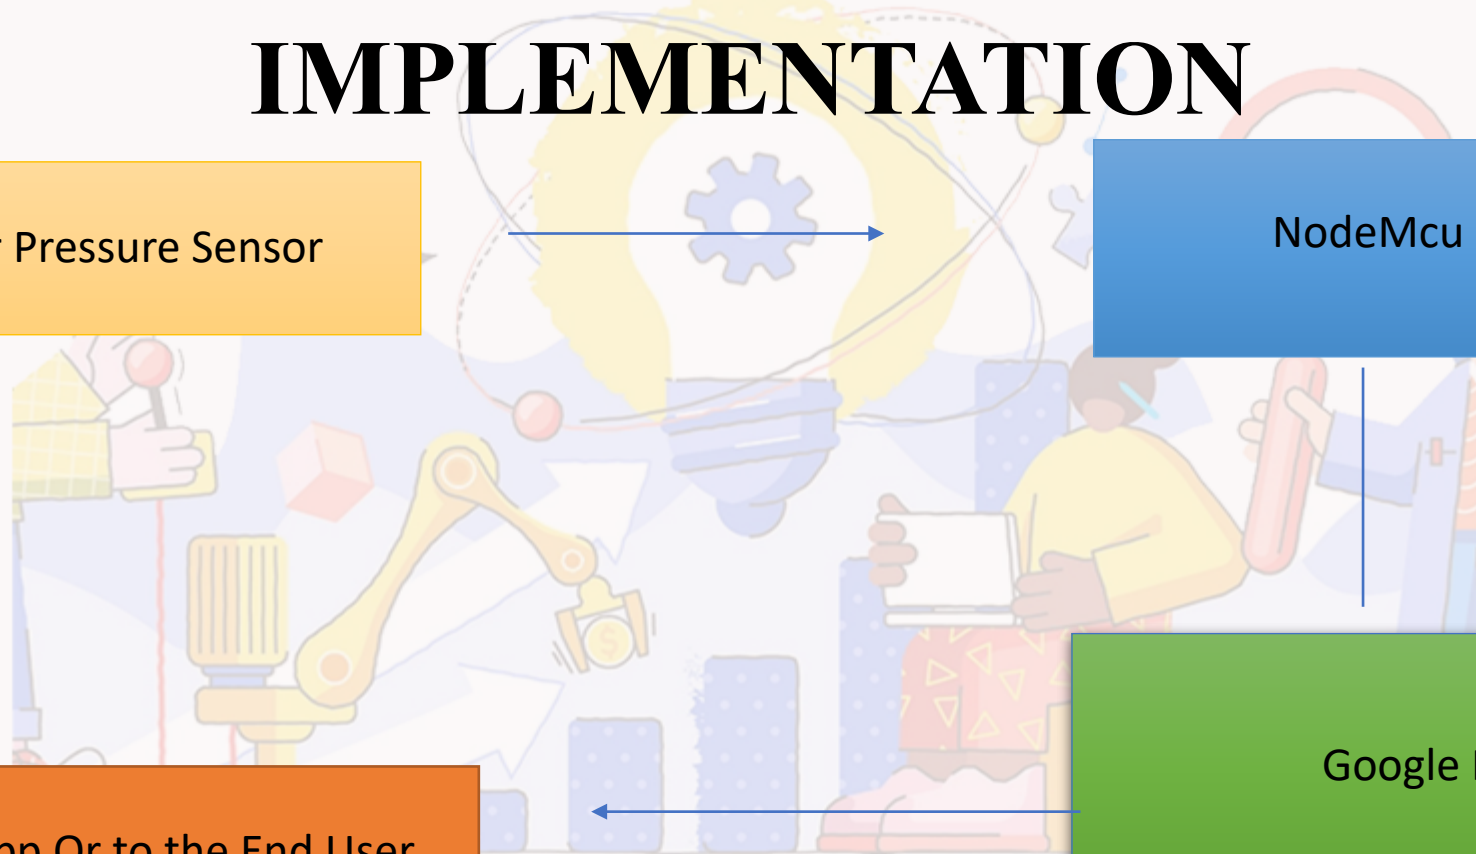 IMPLEMENTATION
Pressure Sensor
NodeMcu
Google
Or to the End User
$